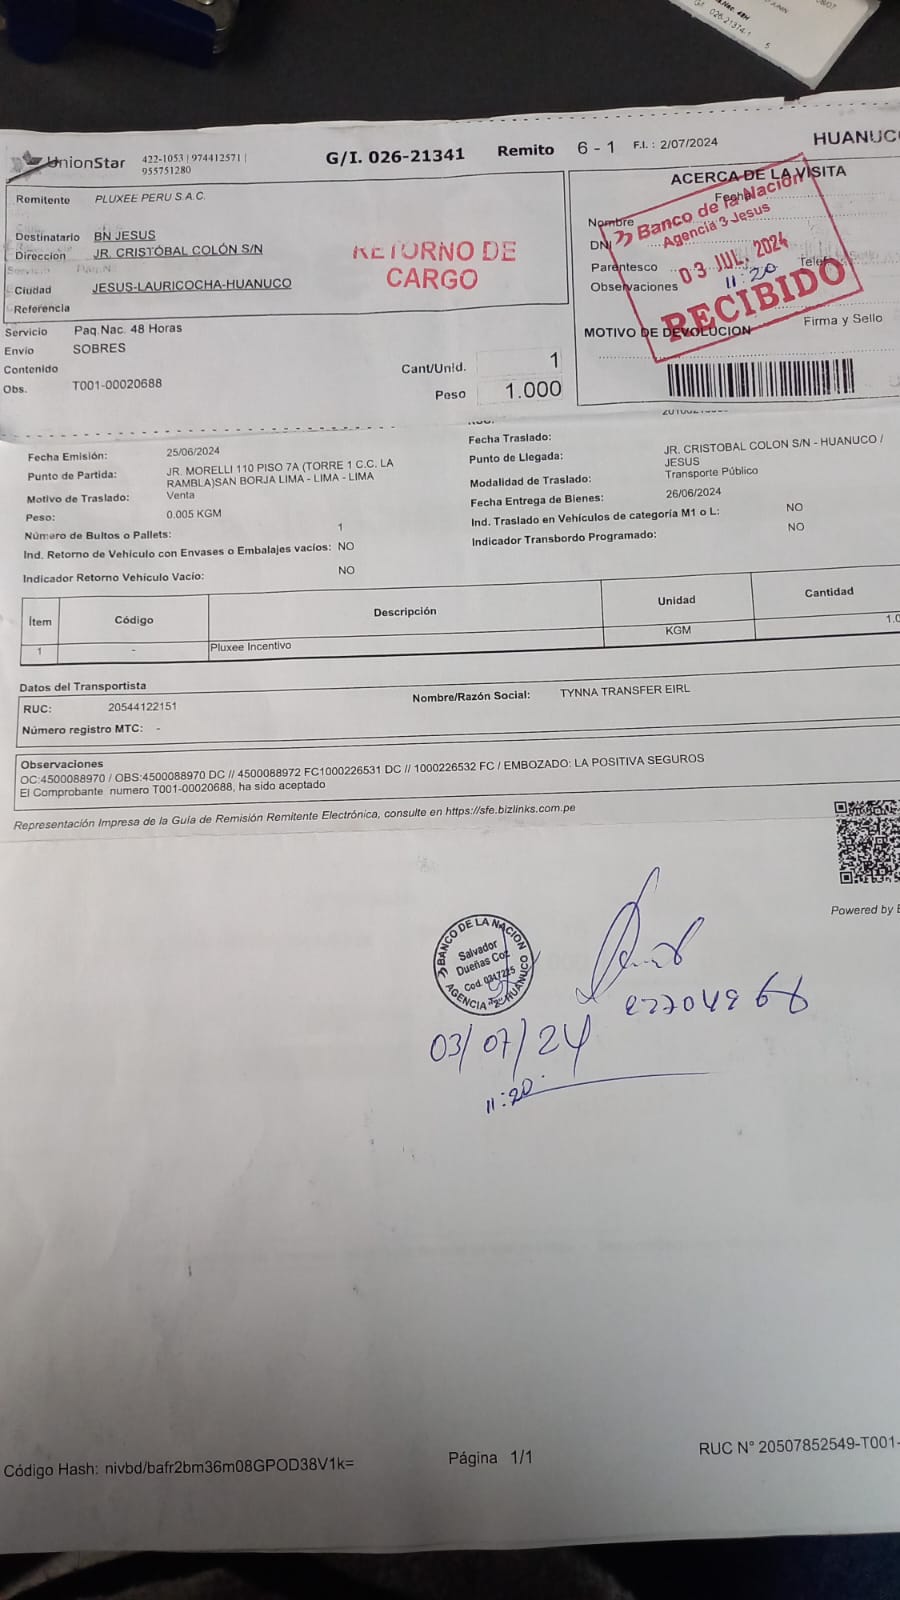 UnionStar
422-1053 | 974412571 |
955751280
G/I. 026-21341
Remito 6 - 1 F.I. : 2/07/2024
HUANUCO
Remitente PLUXEE PERU S.A.C.
Destinatario BN JESUS
Direccion JR. CRISTÓBAL COLÓN S/N
Ciudad JESUS-LAURICOCHA-HUANUCO
Referencia
RETORNO DE
CARGO
Servicio Paq.Nac. 48 Horas
Envío SOBRES
Contenido
Obs. T001-00020688
Cant/Unid. 1
Peso 1.000
ACERCA DE LA VISITA
Fecha
Nombre
DNI
Parentesco
Observaciones
MOTIVO DE DEVOLUCION
Firma y Sello
Banco de la Nación
Agencia 3 Jesus
03 JUL. 2024
11:20
RECIBIDO
Fecha Emisión: 25/06/2024
Punto de Partida: JR. MORELLI 110 PISO 7A (TORRE 1 C.C. LA
RAMBLA)SAN BORJA LIMA - LIMA - LIMA
Motivo de Traslado: Venta
Peso: 0.005 KGM
Número de Bultos o Pallets: 1
Ind. Retorno de Vehículo con Envases o Embalajes vacíos: NO
Indicador Retorno Vehículo Vacío: NO
Fecha Traslado:
Punto de Llegada: JR. CRISTOBAL COLON S/N - HUANUCO /
JESUS
Modalidad de Traslado: Transporte Público
Fecha Entrega de Bienes: 26/06/2024
Ind. Traslado en Vehículos de categoría M1 o L: NO
Indicador Transbordo Programado: NO
Ítem Código Descripción Unidad Cantidad
1 - Pluxee Incentivo KGM 1.0
Datos del Transportista
RUC: 20544122151 Nombre/Razón Social: TYNNA TRANSFER EIRL
Número registro MTC: -
Observaciones
OC:4500088970 / OBS:4500088970 DC // 4500088972 FC1000226531 DC // 1000226532 FC / EMBOZADO: LA POSITIVA SEGUROS
El Comprobante numero T001-00020688, ha sido aceptado
Representación Impresa de la Guía de Remisión Remitente Electrónica, consulte en https://sfe.bizlinks.com.pe
Powered by
BANCO DE LA NACION
Salvador
Dueñas Coz
AGENCIA "2" HUANUCO
03/07/24
11:20
Código Hash: nivbd/bafr2bm36m08GPOD38V1k=
Página 1/1
RUC N° 20507852549-T001-